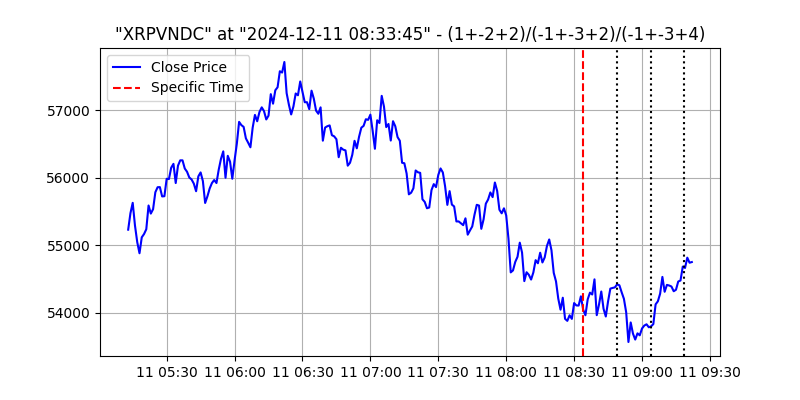 "XRPVNDC" at "2024-12-11 08:33:45" - (1+-2+2)/(-1+-3+2)/(-1+-3+4)
Close Price
Specific Time
57000
56000
55000
54000
11 05:30 11 06:00 11 06:30 11 07:00 11 07:30 11 08:00 11 08:30 11 09:00 11 09:30